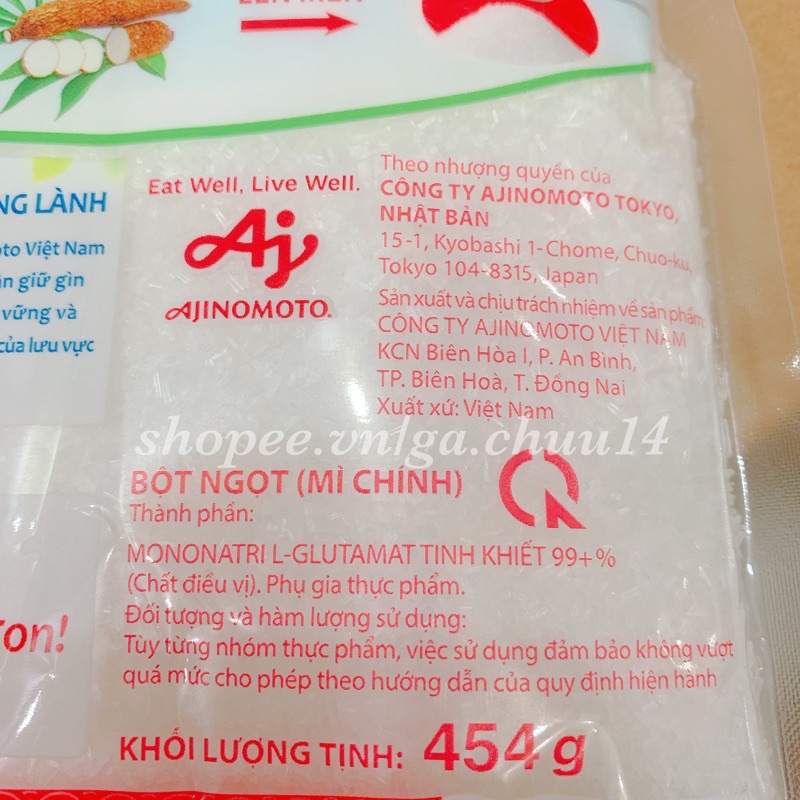 Eat Well, Live Well.
Aj
AJINOMOTO.
Theo nhượng quyền của
CÔNG TY AJINOMOTO TOKYO,
NHẬT BẢN
15-1, Kyobashi 1-Chome, Chuo-ku,
Tokyo 104-8315, Japan
Sản xuất và chịu trách nhiệm về sản phẩm:
CÔNG TY AJINOMOTO VIỆT NAM
KCN Biên Hòa I, P. An Bình,
TP. Biên Hoà, T. Đồng Nai
Xuất xứ: Việt Nam
LÀNH
Việt Nam
giữ gìn
vững và
của lưu vực
shopee.vn/ga.chuu14
BỘT NGỌT (MÌ CHÍNH)
Thành phần:
MONONATRI L-GLUTAMAT TINH KHIẾT 99+%
(Chất điều vị). Phụ gia thực phẩm.
Đối tượng và hàm lượng sử dụng:
Tùy từng nhóm thực phẩm, việc sử dụng đảm bảo không vượt
quá mức cho phép theo hướng dẫn của quy định hiện hành
KHỐI LƯỢNG TỊNH: 454 g